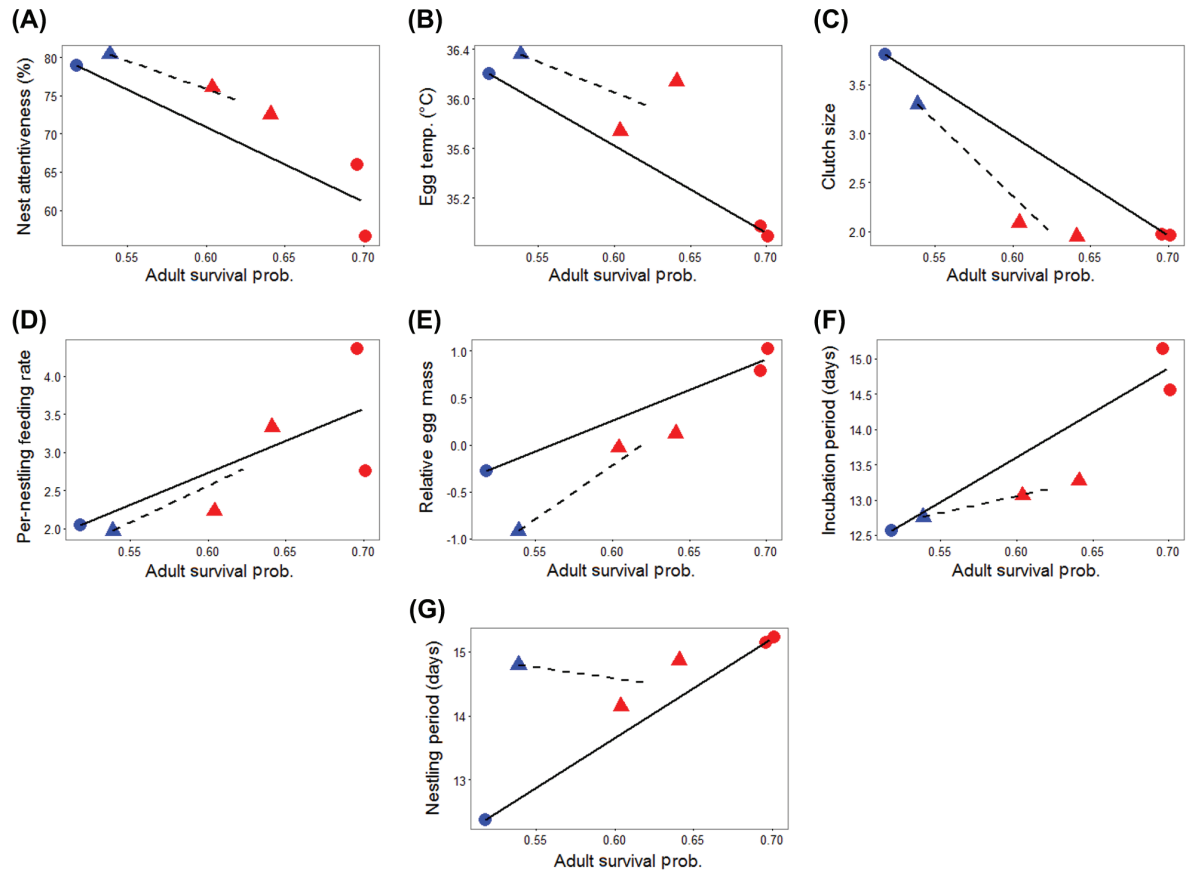 (A)
Nest attentiveness (%)
80
75
70
65
60
0.55 0.60 0.65 0.70
Adult survival prob.
(B)
Egg temp. (°C)
36.4
36.0
35.6
35.2
0.55 0.60 0.65 0.70
Adult survival prob.
(C)
Clutch size
3.5
3.0
2.5
2.0
0.55 0.60 0.65 0.70
Adult survival prob.
(D)
Per-nestling feeding rate
4.0
3.5
3.0
2.5
2.0
0.55 0.60 0.65 0.70
Adult survival prob.
(E)
Relative egg mass
1.0
0.5
0.0
-0.5
-1.0
0.55 0.60 0.65 0.70
Adult survival prob.
(F)
Incubation period (days)
15.0
14.5
14.0
13.5
13.0
12.5
0.55 0.60 0.65 0.70
Adult survival prob.
(G)
Nestling period (days)
15
14
13
0.55 0.60 0.65 0.70
Adult survival prob.